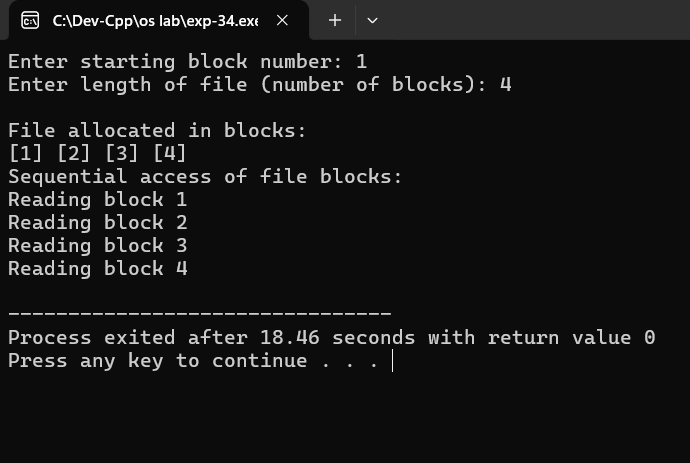 C:\Dev-Cpp\os lab\exp-34.exe
Enter starting block number: 1
Enter length of file (number of blocks): 4
File allocated in blocks:
[1] [2] [3] [4]
Sequential access of file blocks:
Reading block 1
Reading block 2
Reading block 3
Reading block 4
--------------------------------
Process exited after 18.46 seconds with return value 0
Press any key to continue . . .